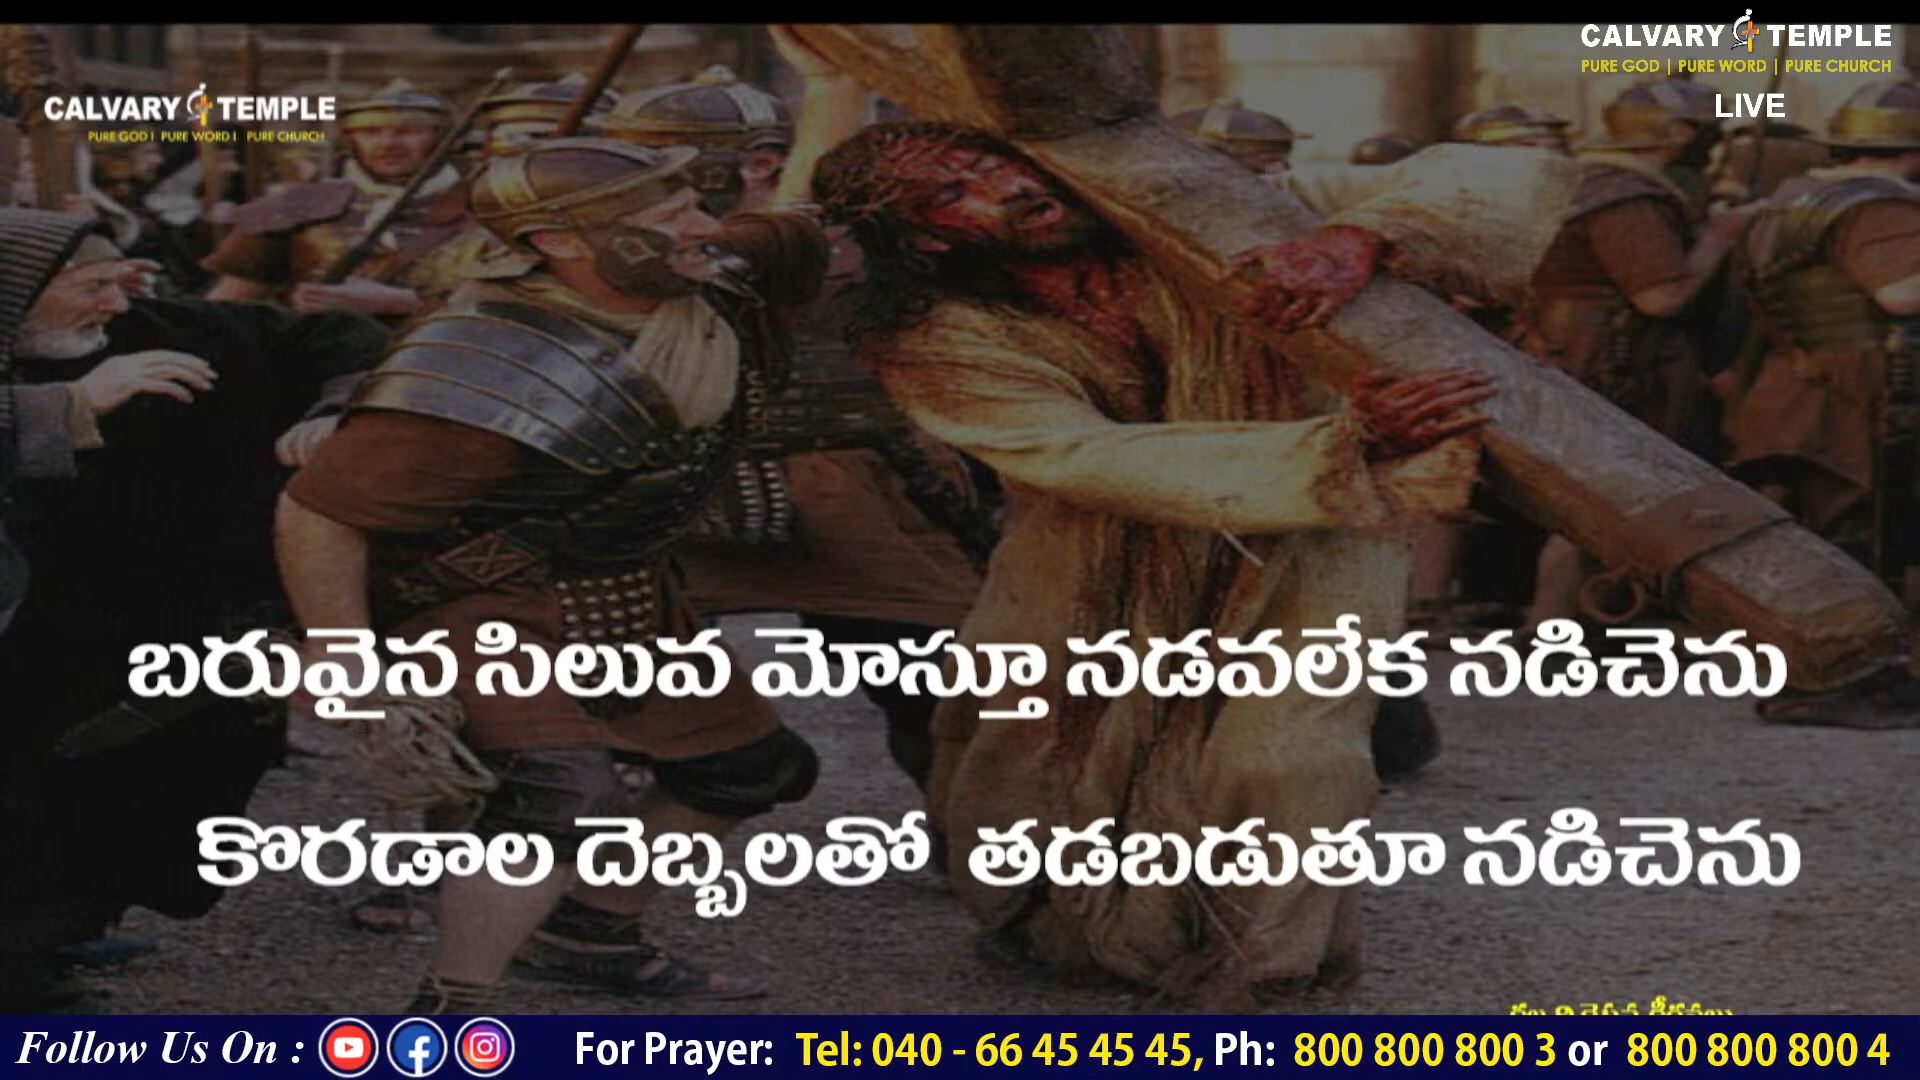 CALVARY TEMPLE
PURE GOD | PURE WORD | PURE CHURCH
LIVE
CALVARY TEMPLE
PURE GOD | PURE WORD | PURE CHURCH
బరువైన సిలువ మోస్తూ నడవలేక నడిచెను
కొరడాల దెబ్బలతో తడబడుతూ నడిచెను
Follow Us On : For Prayer: Tel: 040 - 66 45 45 45, Ph: 800 800 800 3 or 800 800 800 4